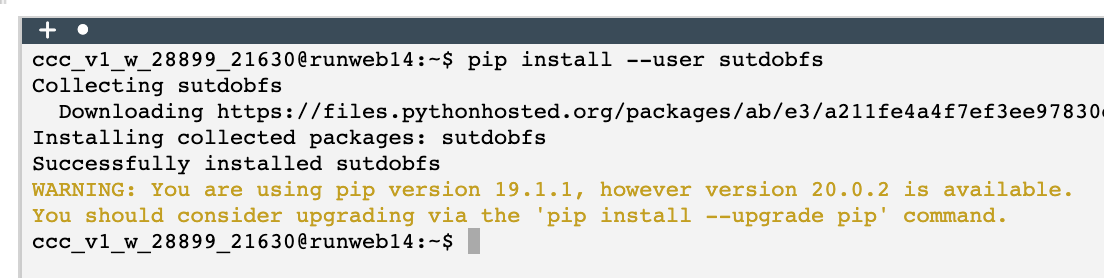 ccc_v1_w_28899_21630@runweb14:~$ pip install --user sutdobfs
Collecting sutdobfs
  Downloading https://files.pythonhosted.org/packages/ab/e3/a211fe4a4f7ef3ee97830
Installing collected packages: sutdobfs
Successfully installed sutdobfs
WARNING: You are using pip version 19.1.1, however version 20.0.2 is available.
You should consider upgrading via the 'pip install --upgrade pip' command.
ccc_v1_w_28899_21630@runweb14:~$